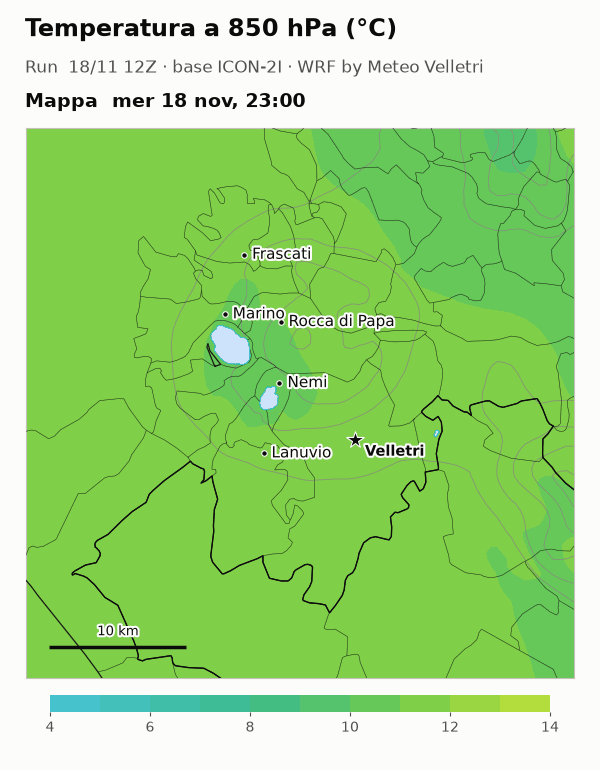 Temperatura a 850 hPa (°C)
Run 18/11 12Z · base ICON-2I · WRF by Meteo Velletri
Mappa mer 18 nov, 23:00
Frascati
Marino
Rocca di Papa
Nemi
Velletri
Lanuvio
10 km
4 6 8 10 12 14